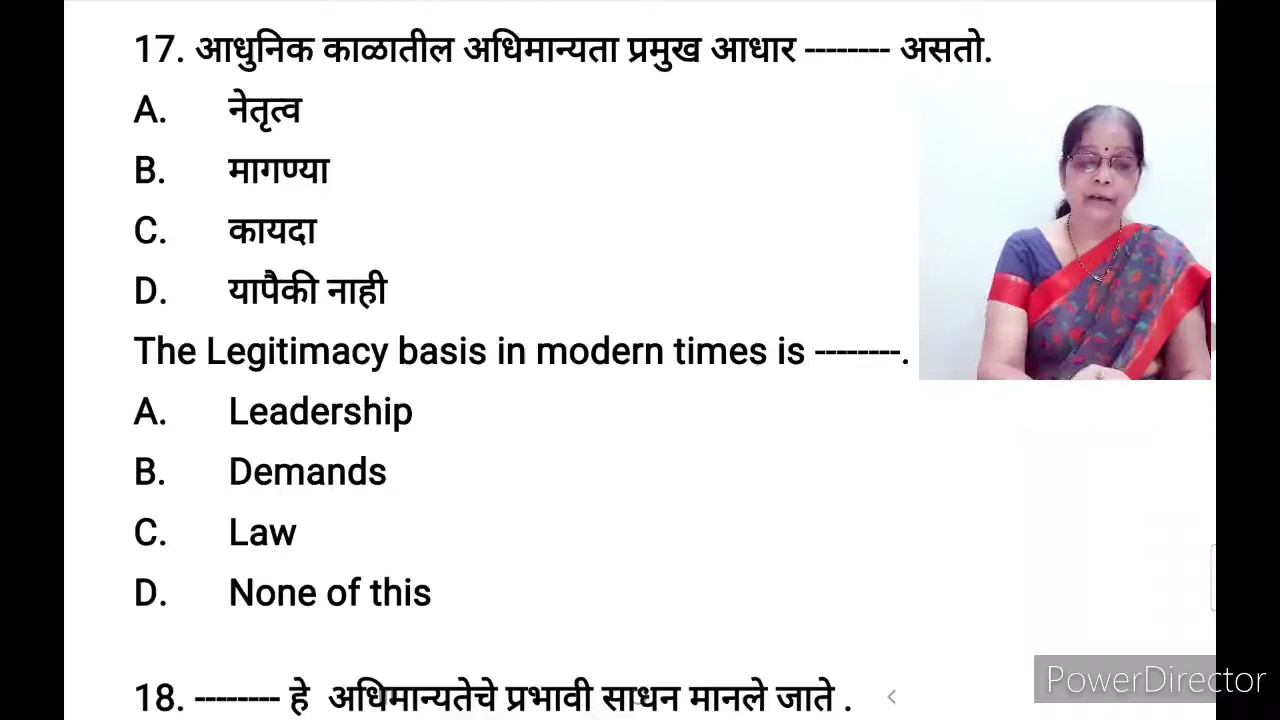 17. आधुनिक काळातील अधिमान्यता प्रमुख आधार -------- असतो.
A. नेतृत्व
B. मागण्या
C. कायदा
D. यापैकी नाही
The Legitimacy basis in modern times is --------.
A. Leadership
B. Demands
C. Law
D. None of this
18. -------- हे अधिमान्यतेचे प्रभावी साधन मानले जाते .
PowerDirector